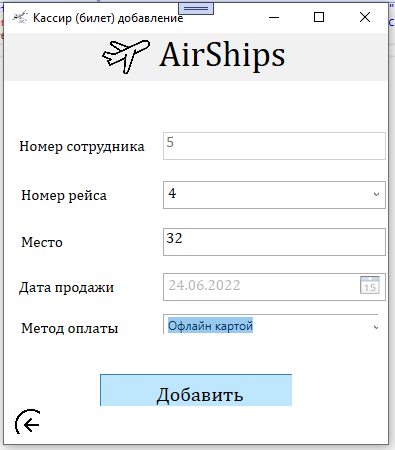 Кассир (билет) добавление
AirShips
Номер сотрудника 5
Номер рейса 4
Место 32
Дата продажи 24.06.2022 15
Метод оплаты Офлайн картой
Добавить